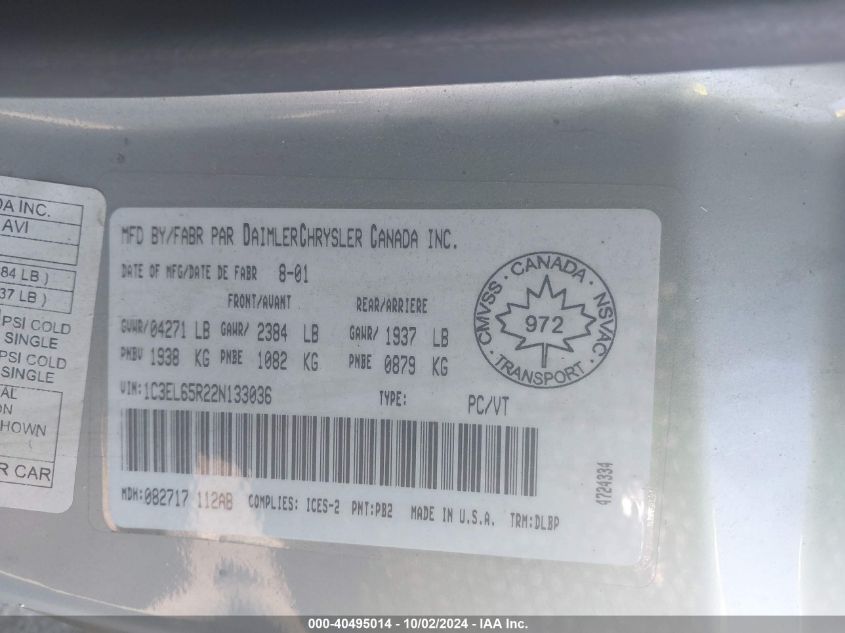 DA INC.
AVI
84 LB )
37 LB )
PSI COLD
SINGLE
PSI COLD
SINGLE
HOWN
R CAR
MFD BY/FABR PAR DAIMLERCHRYSLER CANADA INC.
DATE OF MFG/DATE DE FABR 8-01
FRONT/AVANT REAR/ARRIERE
GVWR/04271 LB GAWR/ 2384 LB GAWR/ 1937 LB
PNBV 1938 KG PNBE 1082 KG PNBE 0879 KG
VIN:1C3EL65R22N133036 TYPE: PC/VT
MDH:082717 112AB COMPLIES: ICES-2 PNT:PB2 MADE IN U.S.A. TRM:DLBP
4724334
CMVSS · CANADA · NSVAC · TRANSPORT ·
972
000-40495014 - 10/02/2024 - IAA Inc.